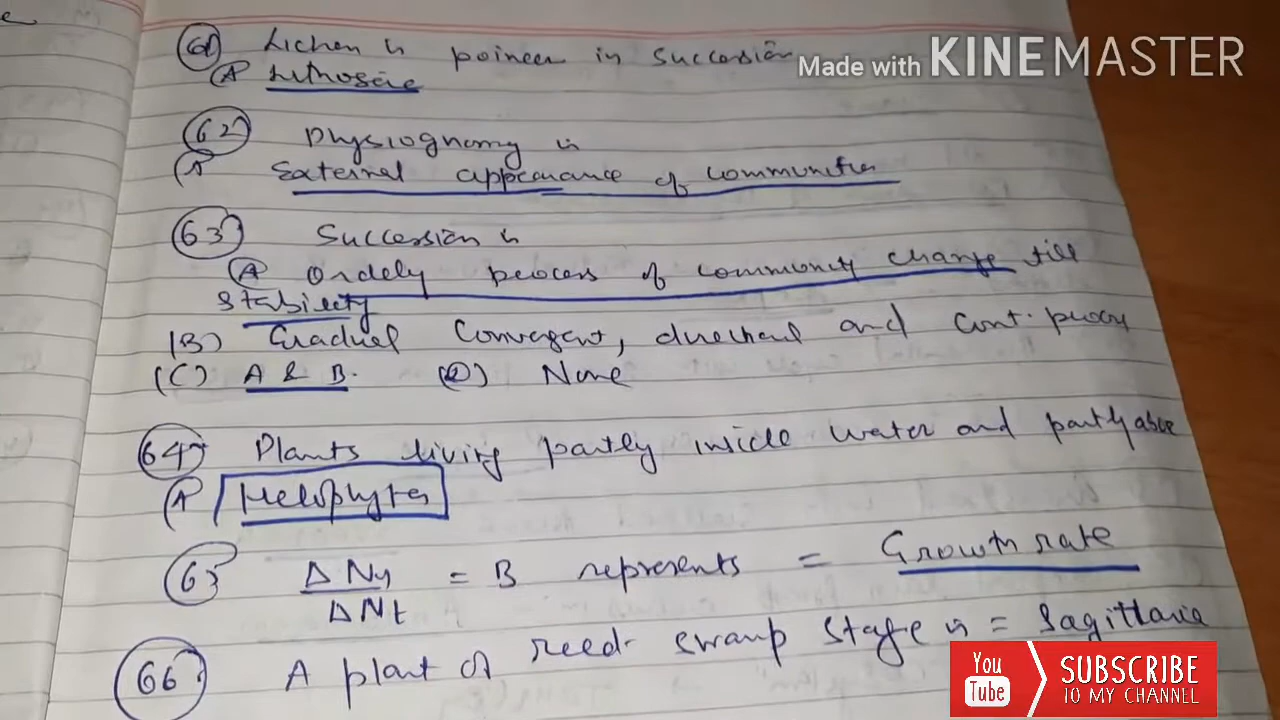 61 Lichen is poineer in succession
Made with KINEMASTER
(A) Lithosere
62 Physiognomy is
(A) External appearance of communities
63 Succession is
(A) Ordely process of community change till
stability
(B) Gradual Convergent, directional and Cont. process
(C) A & B. (D) None
64 Plants living partly inside water and partly above
(A) Helophytes
65 Δ Nn / Δ Nt = B represents = Growth rate
66 A plant of reed swamp stage is = Sagittaria
You Tube SUBSCRIBE
TO MY CHANNEL